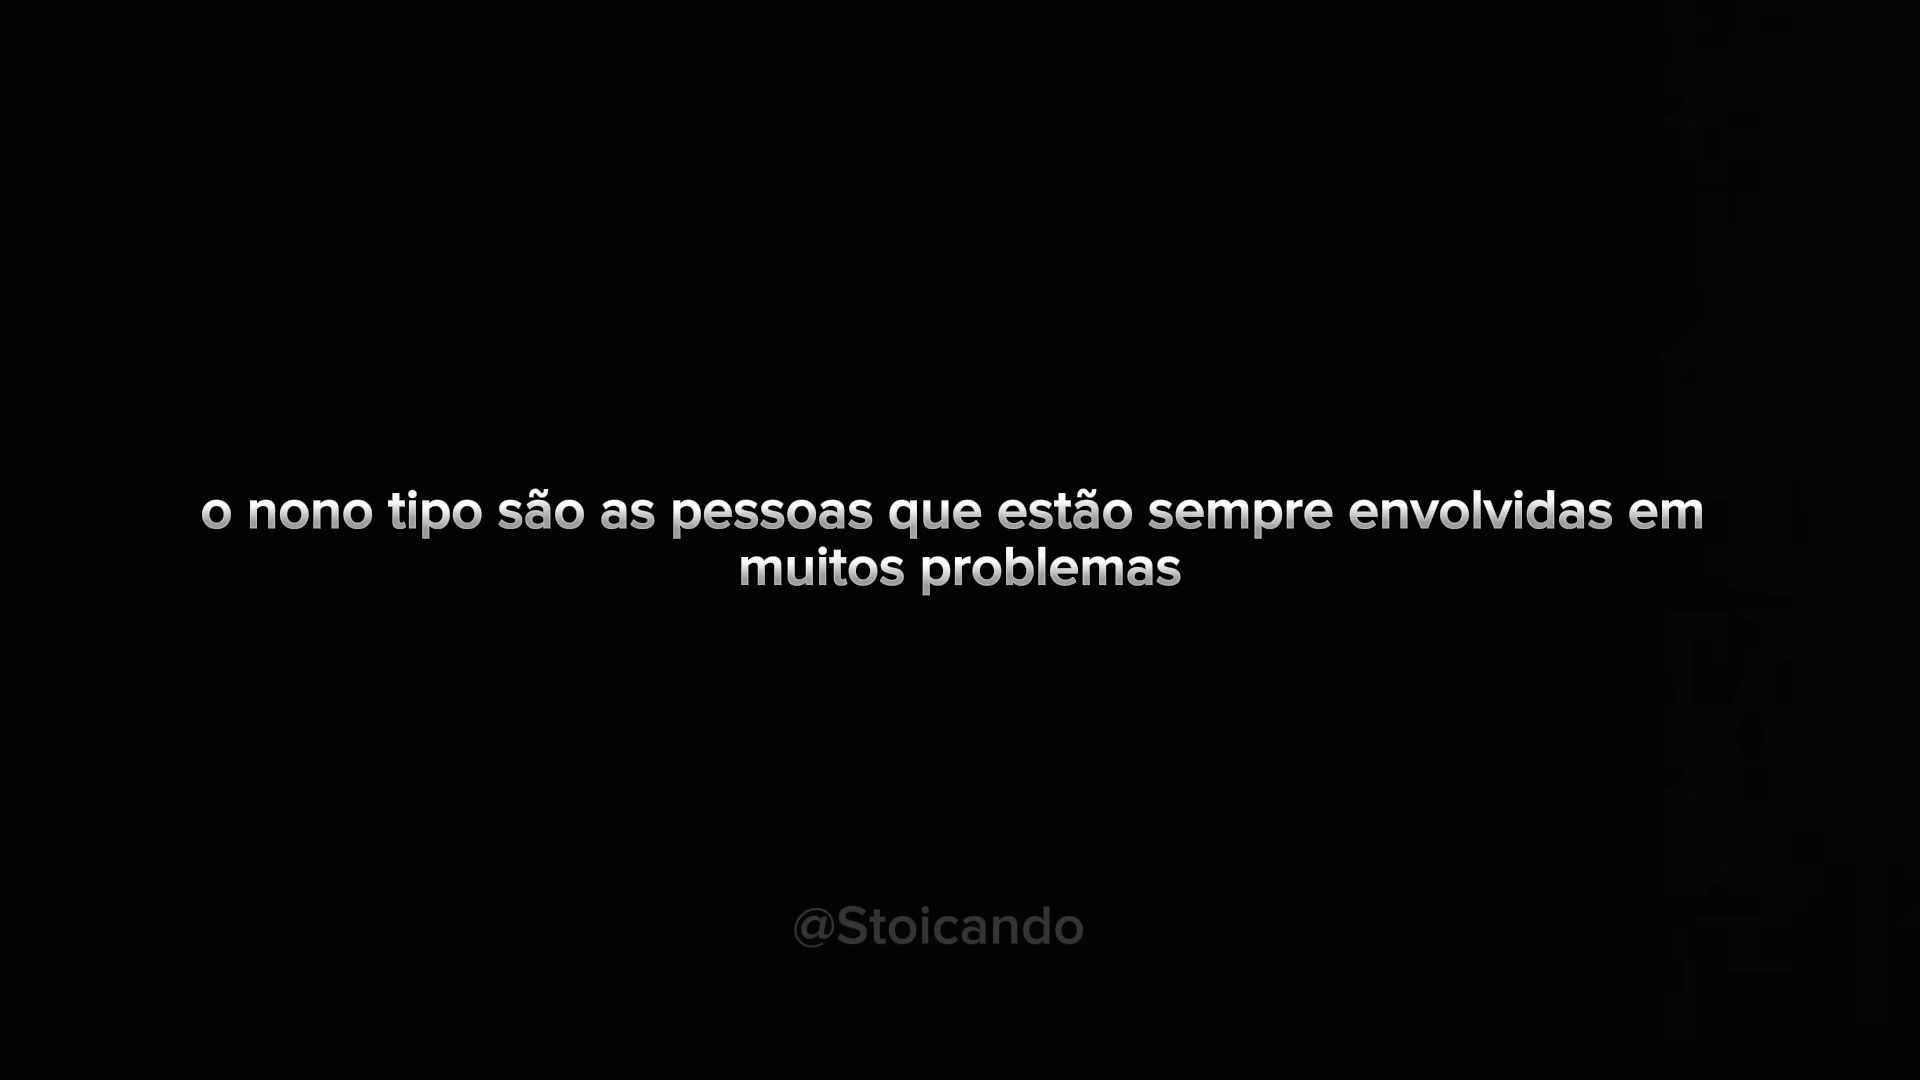 o nono tipo são as pessoas que estão sempre envolvidas em
muitos problemas
@Stoicando